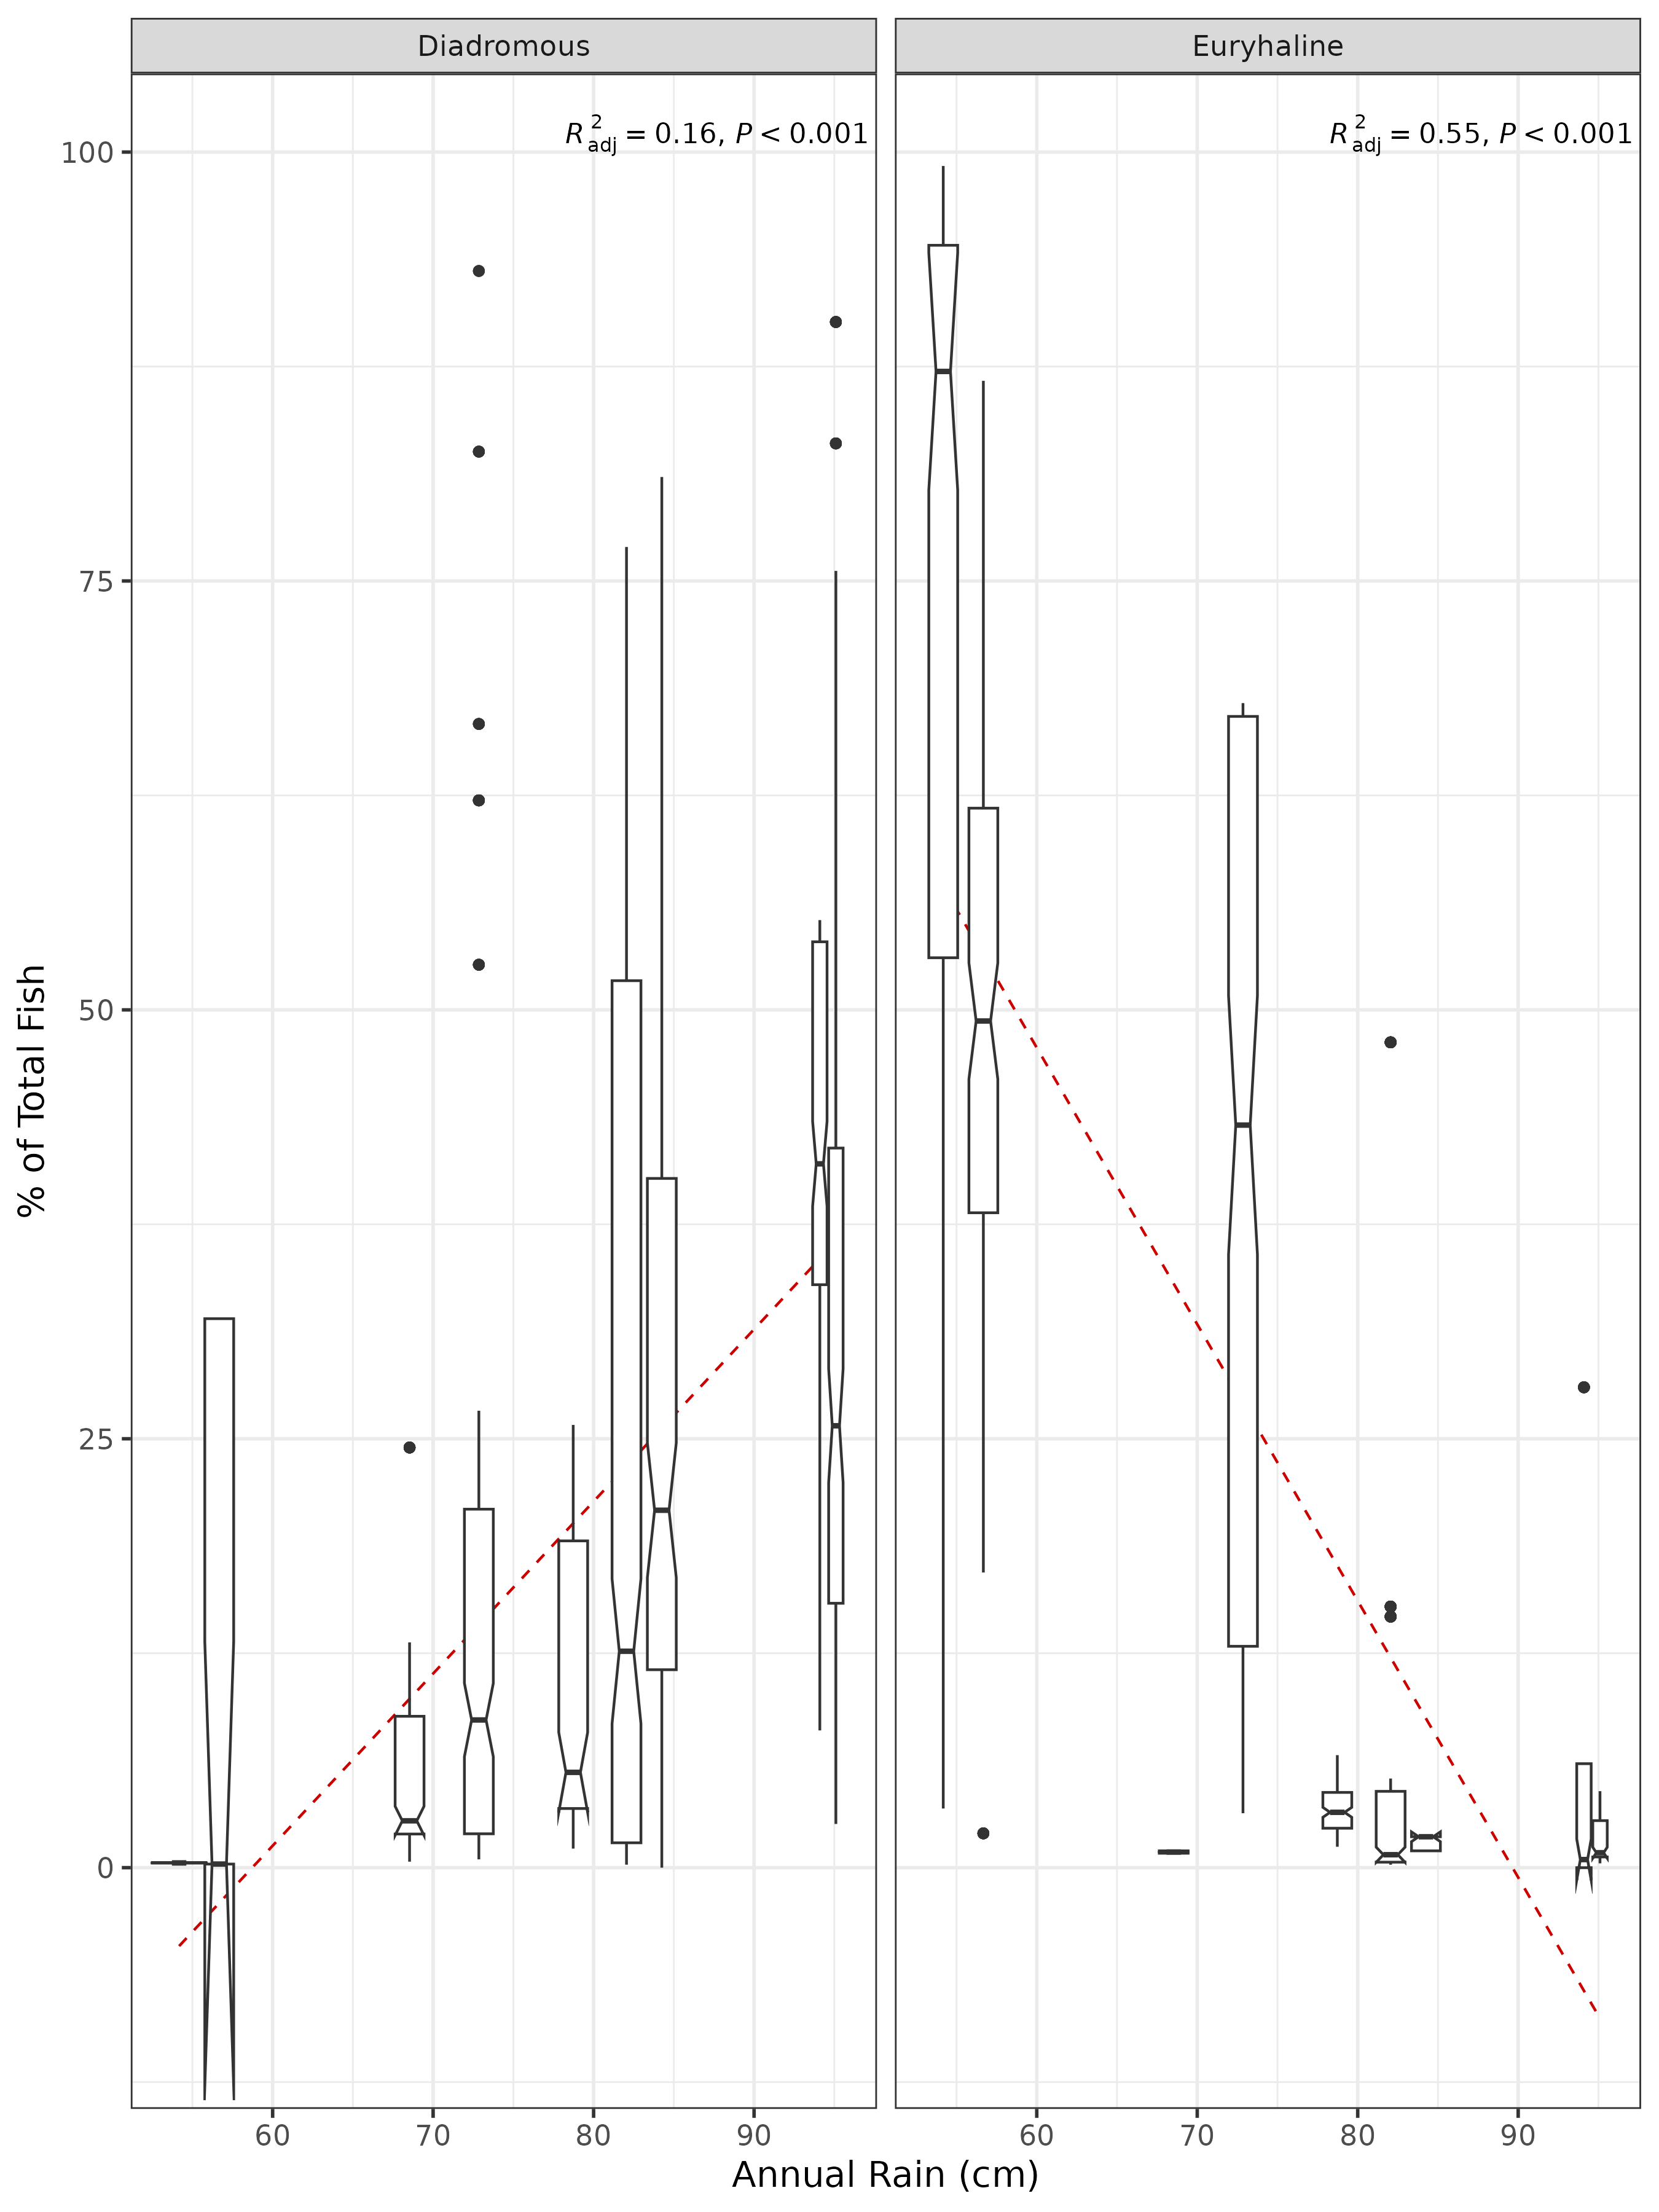 Diadromous
Euryhaline
R²adj = 0.16, P < 0.001
R²adj = 0.55, P < 0.001
100
75
50
25
0
% of Total Fish
60 70 80 90
60 70 80 90
Annual Rain (cm)